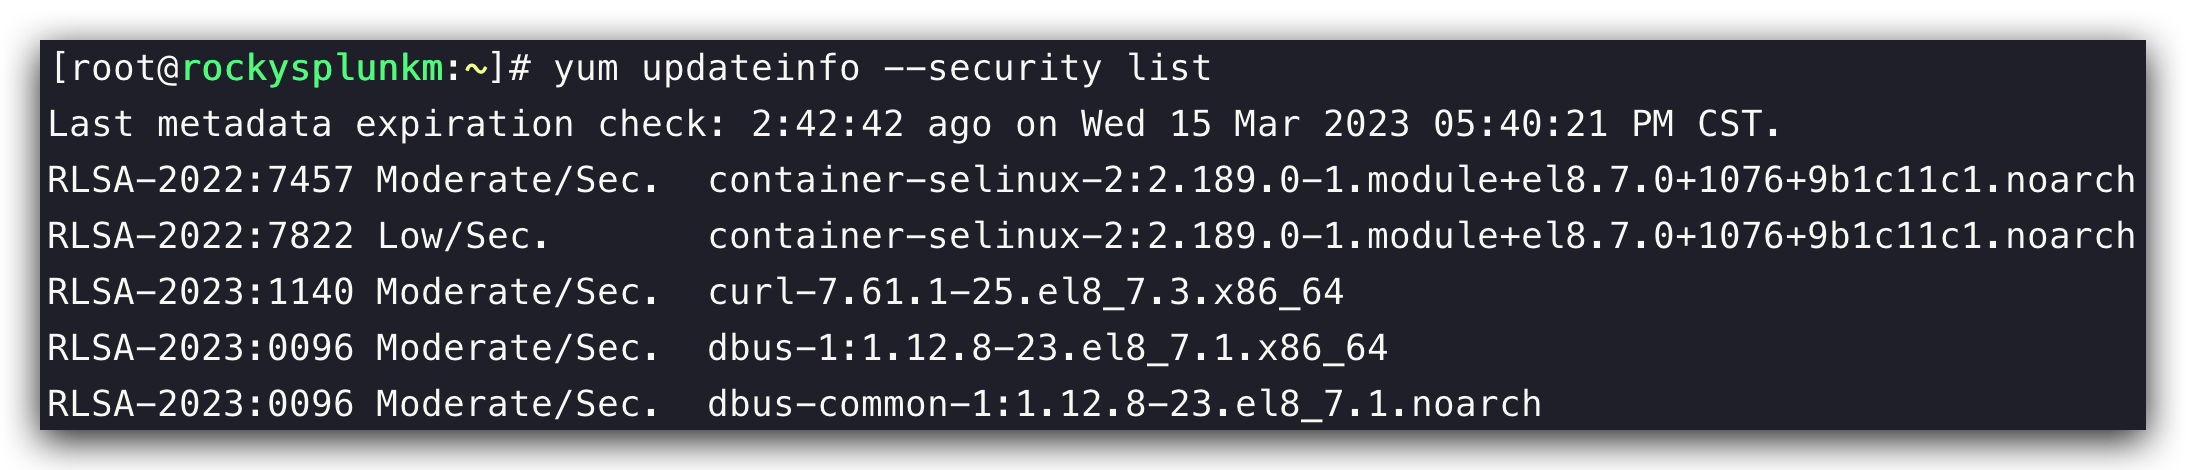 [root@rockysplunkm:~]# yum updateinfo --security list
Last metadata expiration check: 2:42:42 ago on Wed 15 Mar 2023 05:40:21 PM CST.
RLSA-2022:7457 Moderate/Sec.  container-selinux-2:2.189.0-1.module+el8.7.0+1076+9b1c11c1.noarch
RLSA-2022:7822 Low/Sec.       container-selinux-2:2.189.0-1.module+el8.7.0+1076+9b1c11c1.noarch
RLSA-2023:1140 Moderate/Sec.  curl-7.61.1-25.el8_7.3.x86_64
RLSA-2023:0096 Moderate/Sec.  dbus-1:1.12.8-23.el8_7.1.x86_64
RLSA-2023:0096 Moderate/Sec.  dbus-common-1:1.12.8-23.el8_7.1.noarch